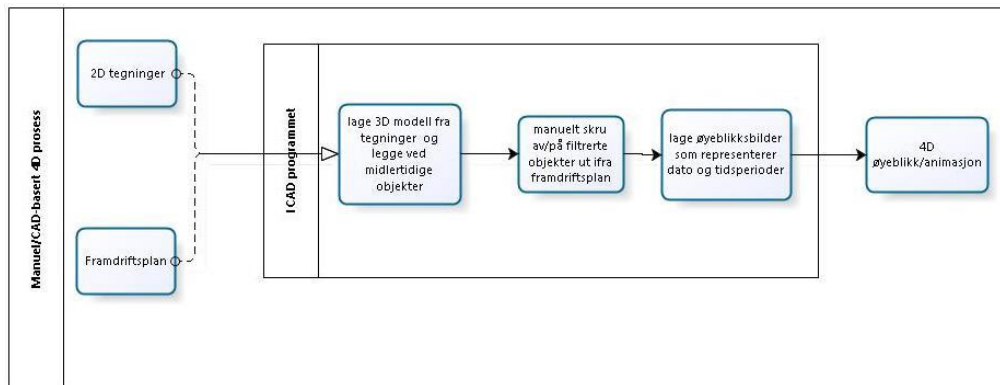 Manuel/CAD-basert 4D prosess
2D tegninger
Framdriftsplan
I CAD programmet
lage 3D modell fra
tegninger og
legge ved
midlertidige
objekter
manuelt skru
av/på filtrerte
objekter ut ifra
framdriftsplan
lage øyeblikksbilder
som representerer
dato og tidsperioder
4D
øyeblikk/animasjon